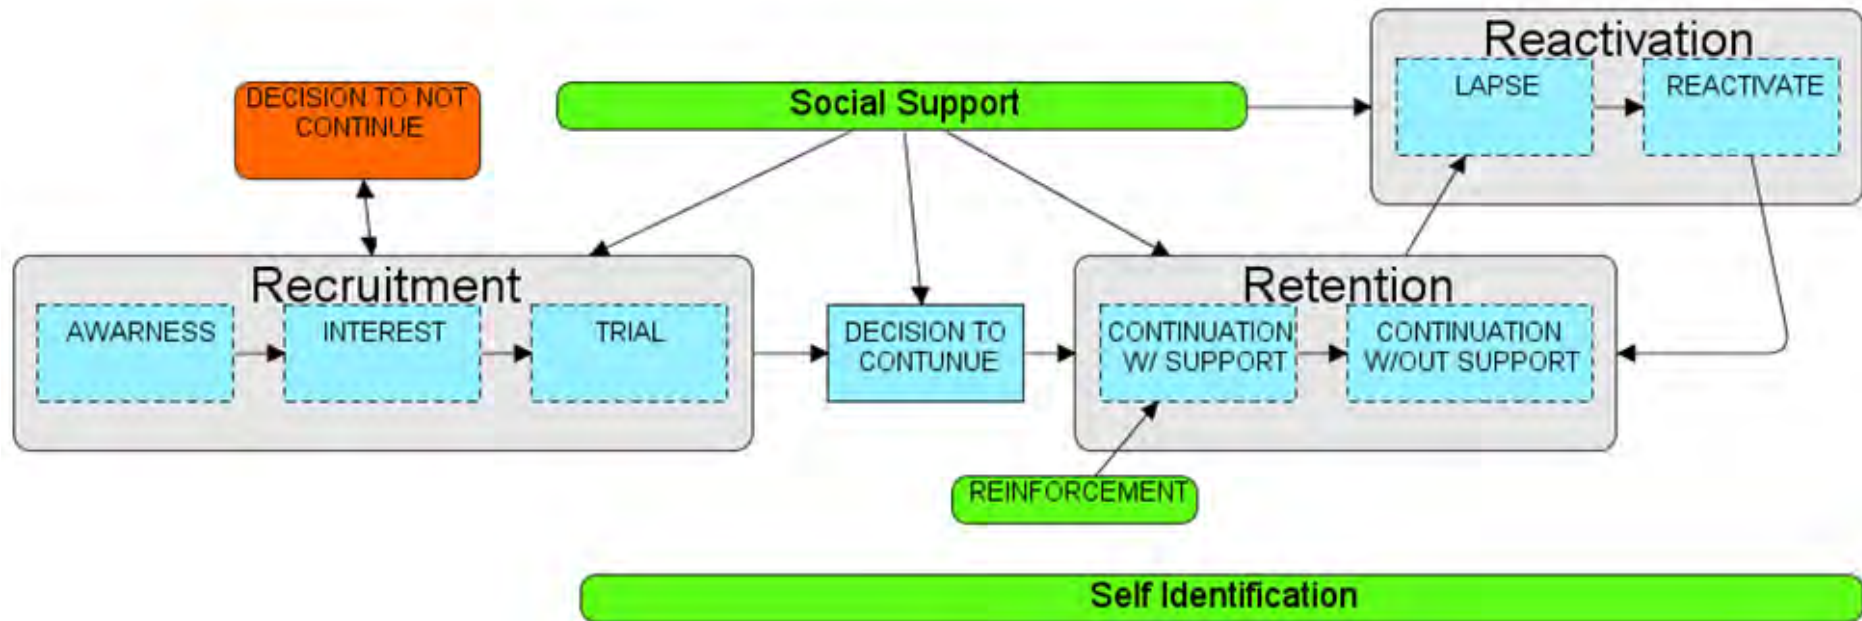 Reactivation
LAPSE
REACTIVATE
DECISION TO NOT
CONTINUE
Social Support
Recruitment
AWARNESS
INTEREST
TRIAL
DECISION TO
CONTUNUE
Retention
CONTINUATION
W/ SUPPORT
CONTINUATION
W/OUT SUPPORT
REINFORCEMENT
Self Identification